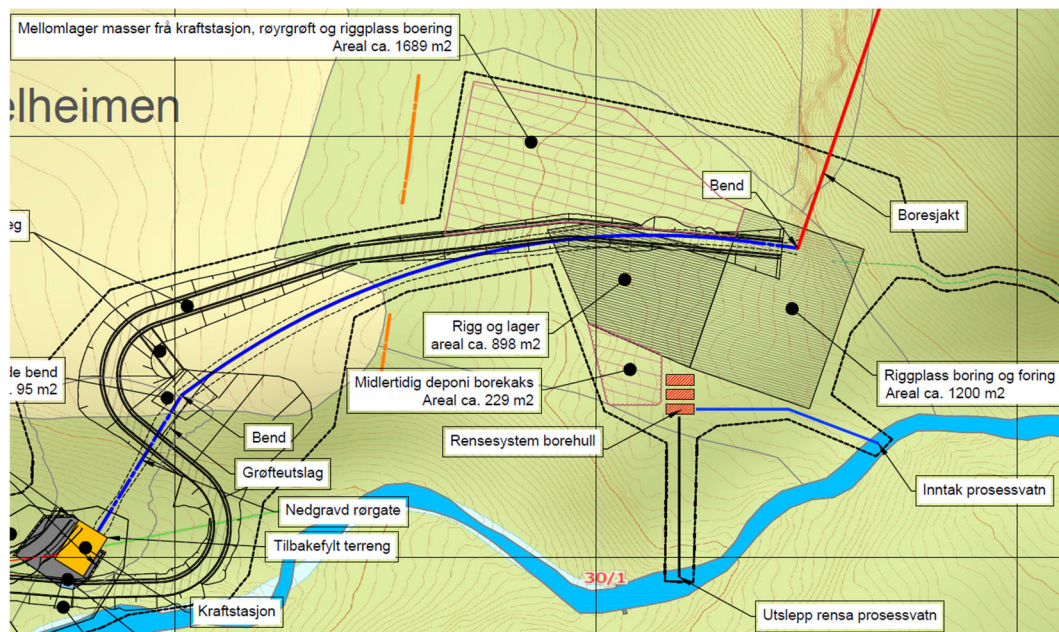 Mellomlager masser frå kraftstasjon, røyrgrøft og riggplass boering
Areal ca. 1689 m2
elheimen
Bend
Boresjakt
eg
Rigg og lager
areal ca. 898 m2
de bend
. 95 m2
Midlertidig deponi borekaks
Areal ca. 229 m2
Riggplass boring og foring
Areal ca. 1200 m2
Bend
Rensesystem borehull
Grøfteutslag
Inntak prosessvatn
Nedgravd rørgate
Tilbakefylt terreng
30/1
Kraftstasjon
Utslepp rensa prosessvatn